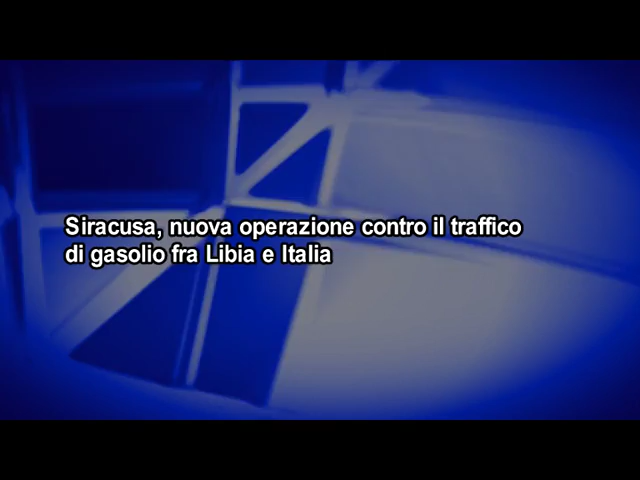 Siracusa, nuova operazione contro il traffico
di gasolio fra Libia e Italia